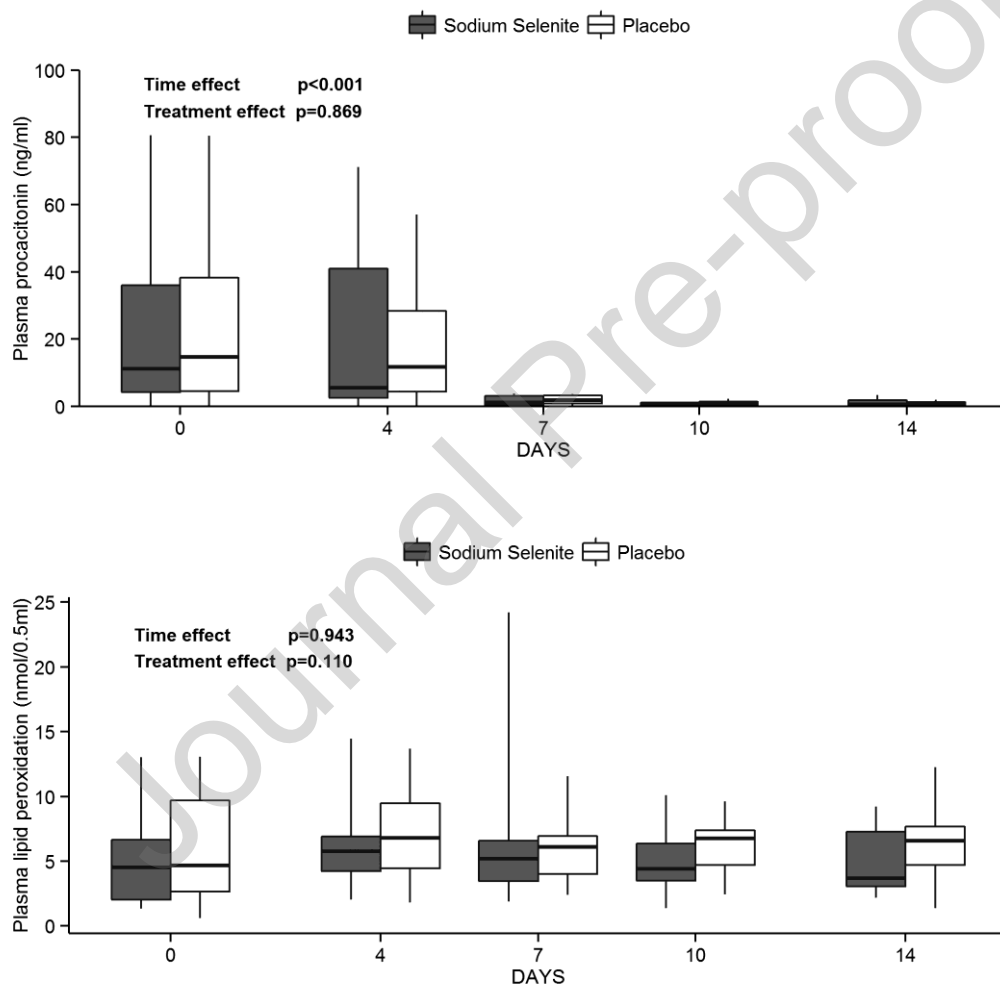 Sodium Selenite Placebo
Plasma procacitonin (ng/ml)
100
80
60
40
20
0
Time effect p<0.001
Treatment effect p=0.869
0 4 7 10 14
DAYS
Sodium Selenite Placebo
Plasma lipid peroxidation (nmol/0.5ml)
25
20
15
10
5
0
Time effect p=0.943
Treatment effect p=0.110
0 4 7 10 14
DAYS
Journal Pre-proo